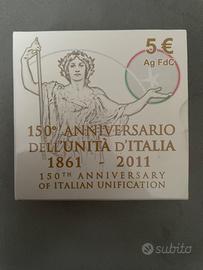 5 €
Ag FdC
150° ANNIVERSARIO
DELL'UNITÀ D'ITALIA
1861 - 2011
150TH ANNIVERSARY
OF ITALIAN UNIFICATION
subito